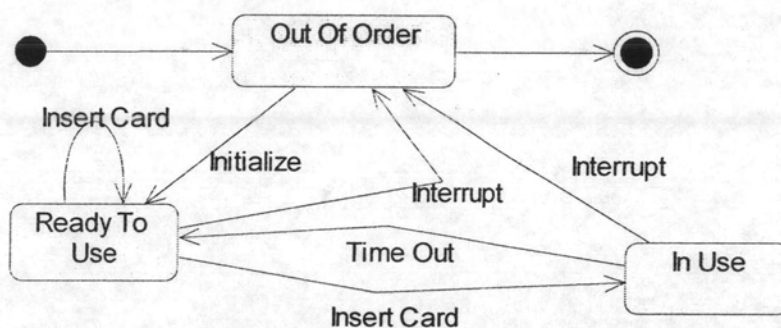 Out Of Order
Insert Card
Initialize
Interrupt
Interrupt
Ready To
Use
Time Out
In Use
Insert Card